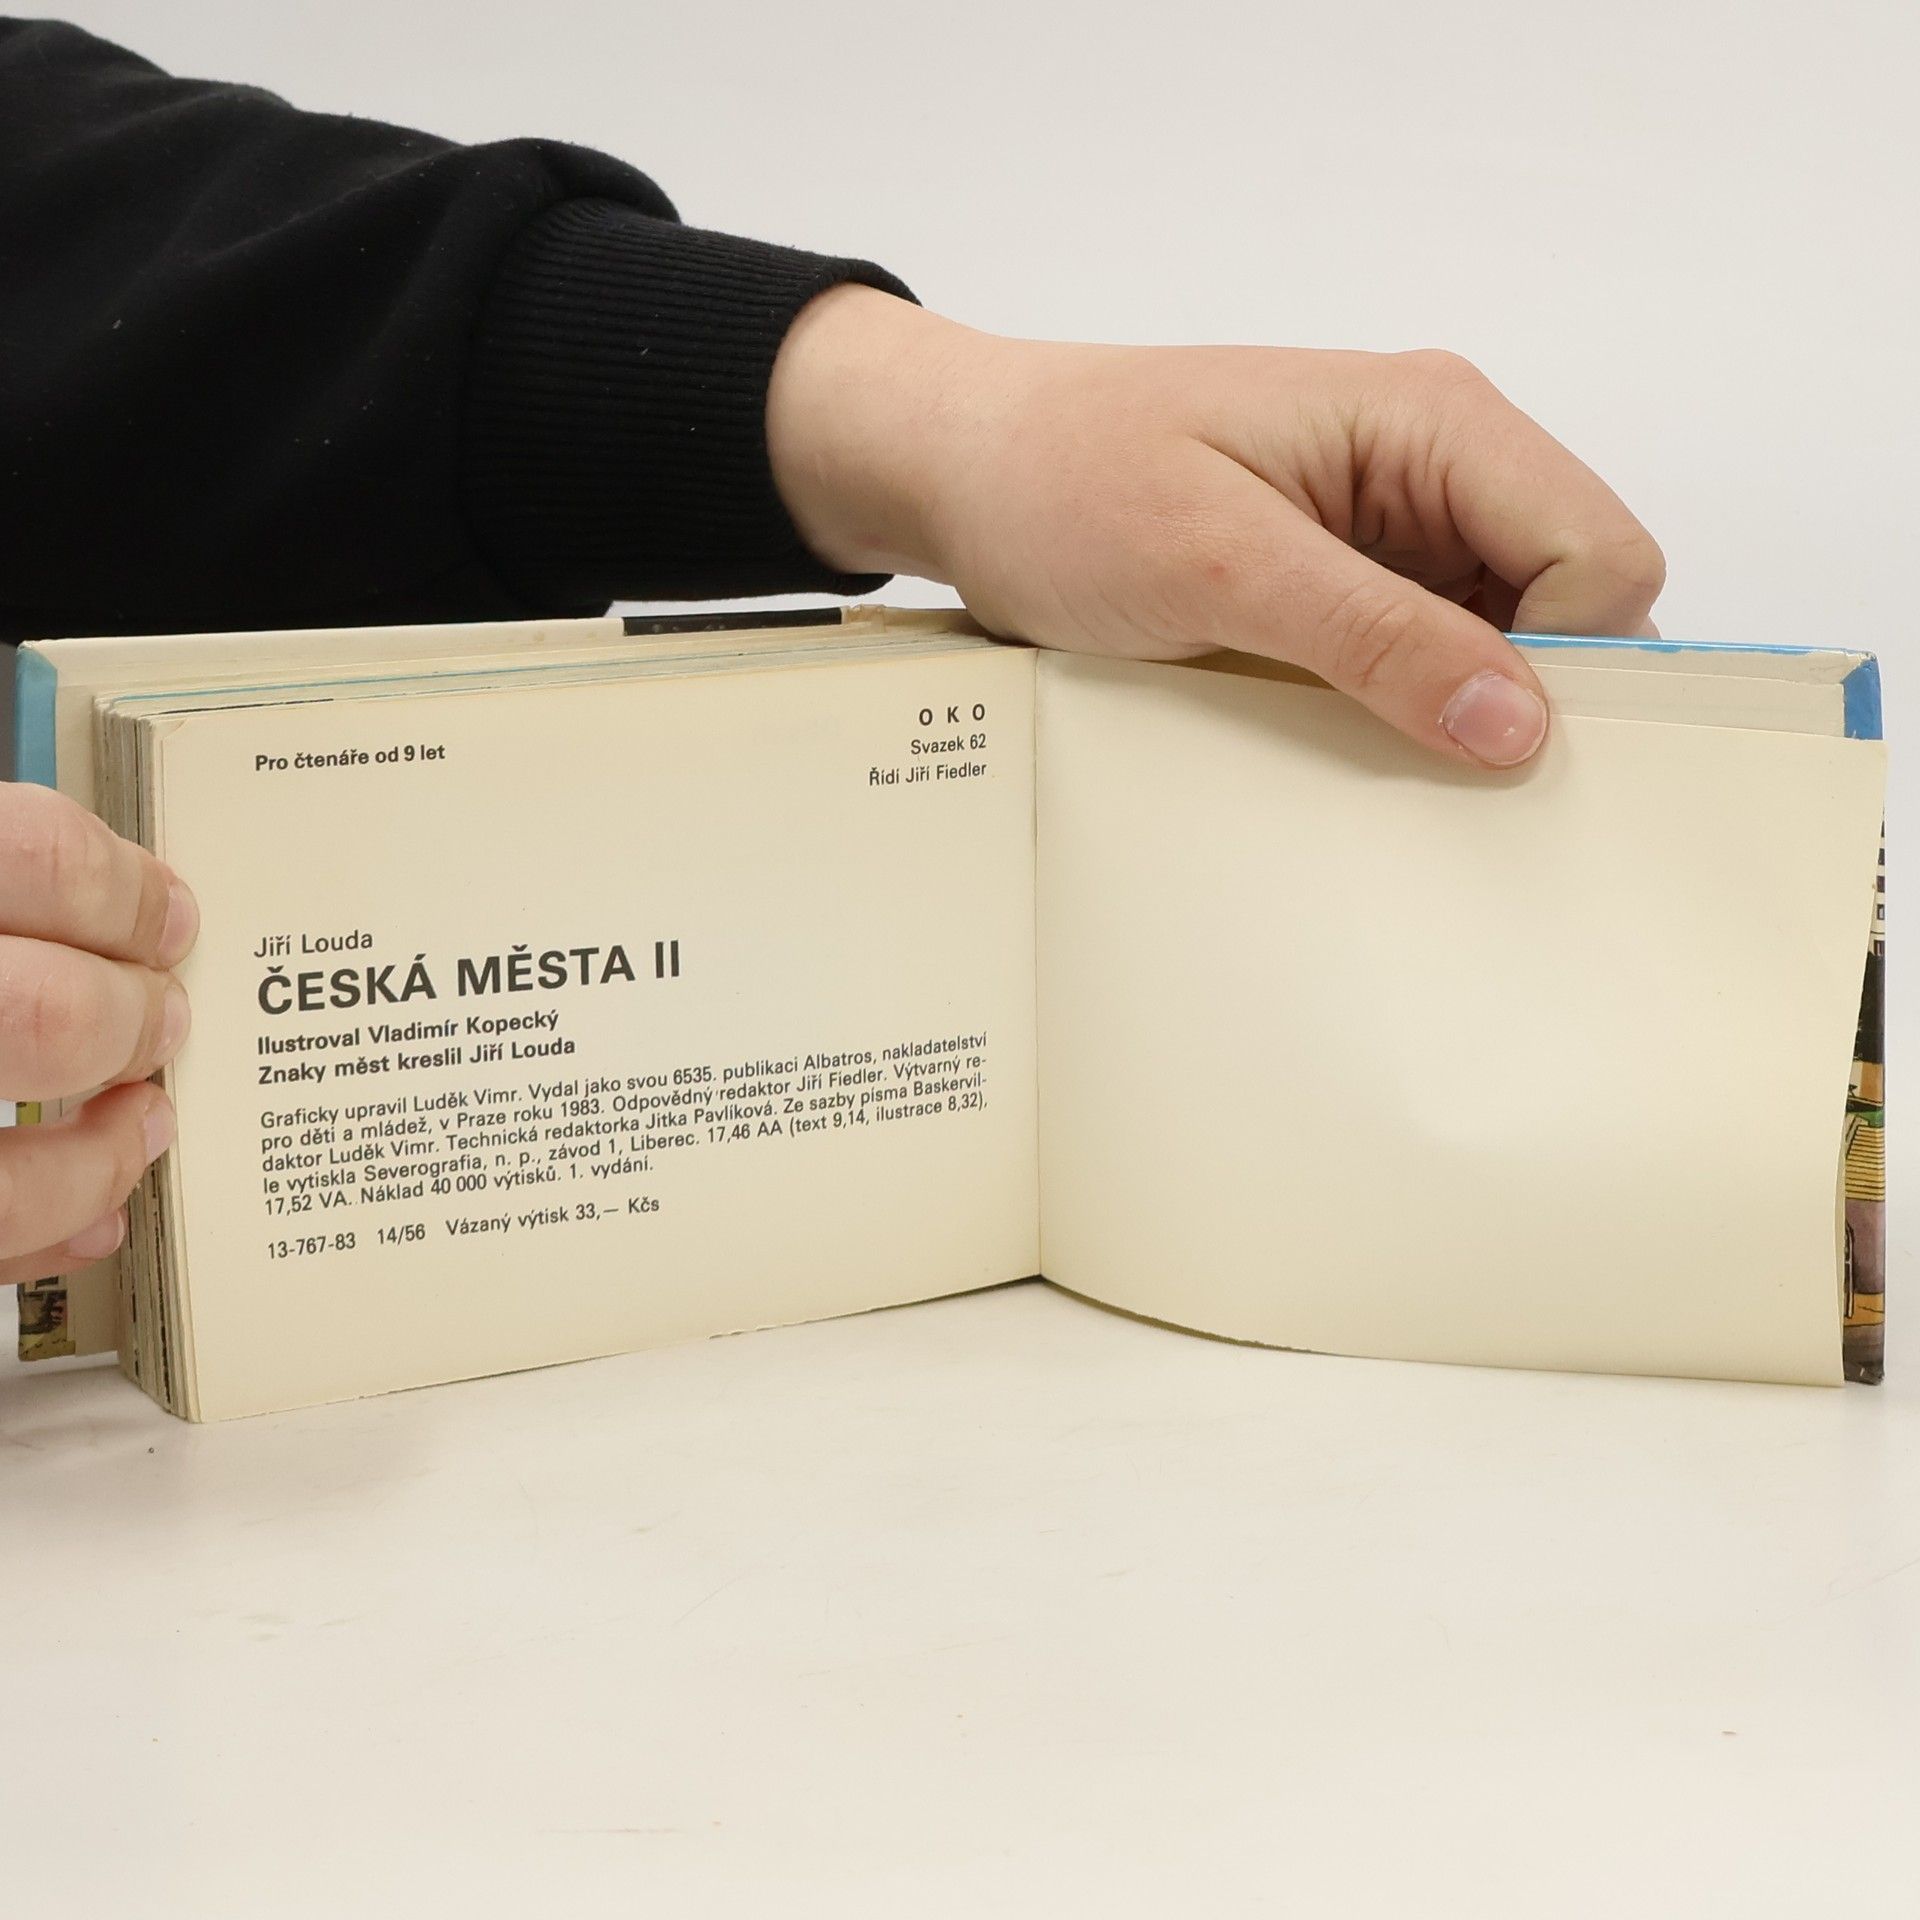 Pro čtenáře od 9 let
O K O
Svazek 62
Řídí Jiří Fiedler
Jiří Louda
ČESKÁ MĚSTA II
Ilustroval Vladimír Kopecký
Znaky měst kreslil Jiří Louda
Graficky upravil Luděk Vimr. Vydal jako svou 6535. publikaci Albatros, nakladatelství
pro děti a mládež, v Praze roku 1983. Odpovědný redaktor Jiří Fiedler. Výtvarný re-
daktor Luděk Vimr. Technická redaktorka Jitka Pavlíková. Ze sazby písma Baskervil-
le vytiskla Severografia, n. p., závod 1, Liberec. 17,46 AA (text 9,14, ilustrace 8,32),
17,52 VA. Náklad 40 000 výtisků. 1. vydání.
13-767-83 14/56 Vázaný výtisk 33,— Kčs